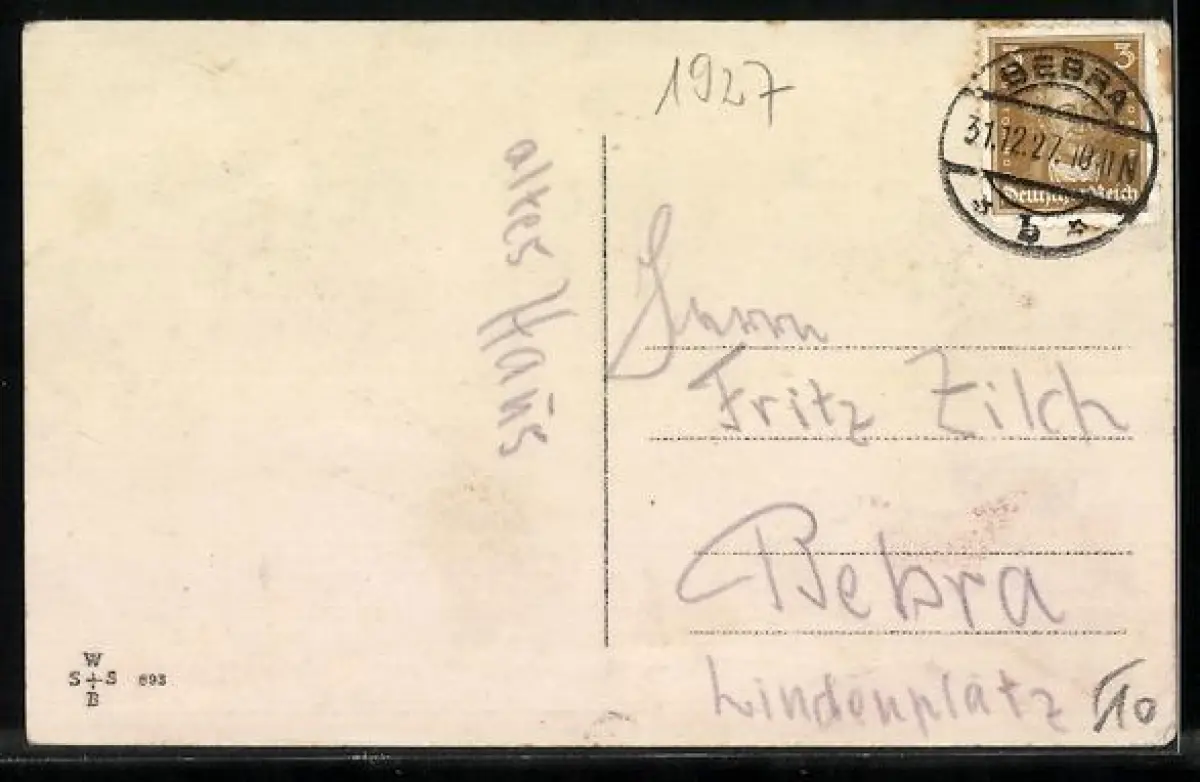 1927
3 3
BEBRA
31.12.27. 10-11 N
* b *
Deutsches Reich
altes Haus
Herrn
Fritz Zilch
Bebra
Lindenplatz
W
S S
B
693
10